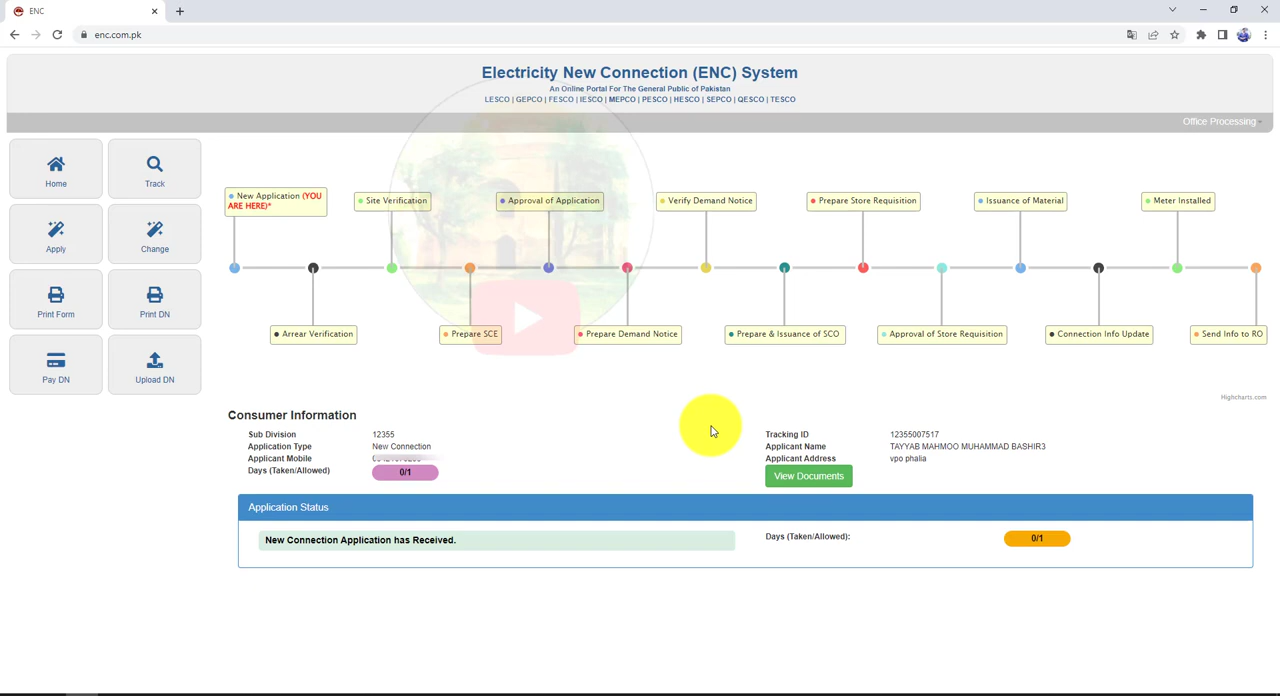 ENC
enc.com.pk
Electricity New Connection (ENC) System
An Online Portal For The General Public of Pakistan
LESCO | GEPCO | FESCO | IESCO | MEPCO | PESCO | HESCO | SEPCO | QESCO | TESCO
Office Processing
Home
Track
Apply
Change
Print Form
Print DN
Pay DN
Upload DN
New Application (YOU ARE HERE)*
Site Verification
Approval of Application
Verify Demand Notice
Prepare Store Requisition
Issuance of Material
Meter Installed
Arrear Verification
Prepare SCE
Prepare Demand Notice
Prepare & Issuance of SCO
Approval of Store Requisition
Connection Info Update
Send Info to RO
Highcharts.com
Consumer Information
Sub Division 12355
Application Type New Connection
Applicant Mobile
Days (Taken/Allowed) 0/1
Tracking ID 12355007517
Applicant Name TAYYAB MAHMOO MUHAMMAD BASHIR3
Applicant Address vpo phalia
View Documents
Application Status
New Connection Application has Received.
Days (Taken/Allowed): 0/1